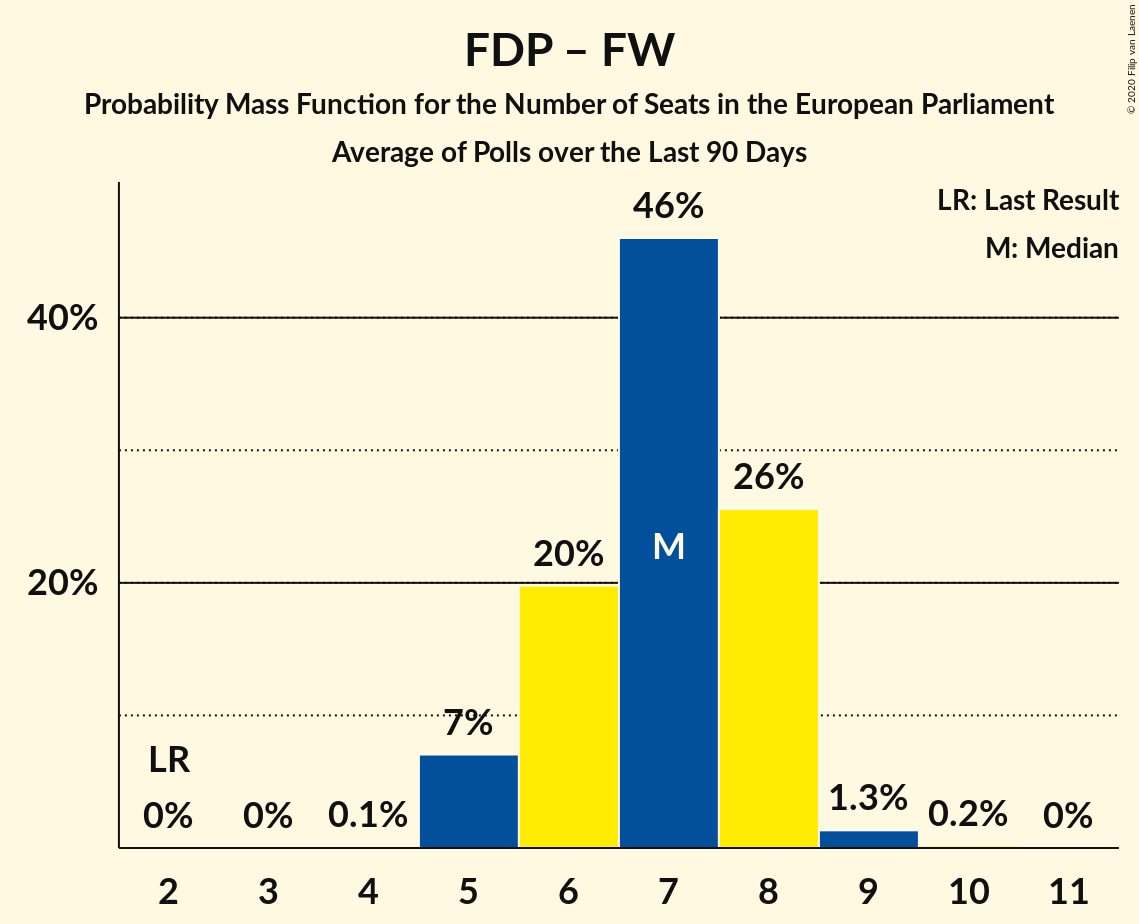 FDP – FW
Probability Mass Function for the Number of Seats in the European Parliament
Average of Polls over the Last 90 Days
© 2020 Filip van Laenen
LR: Last Result
M: Median
46%
40%
26%
M
20%
20%
7%
LR
0%
0%
0.1%
1.3%
0.2%
0%
2 3 4 5 6 7 8 9 10 11